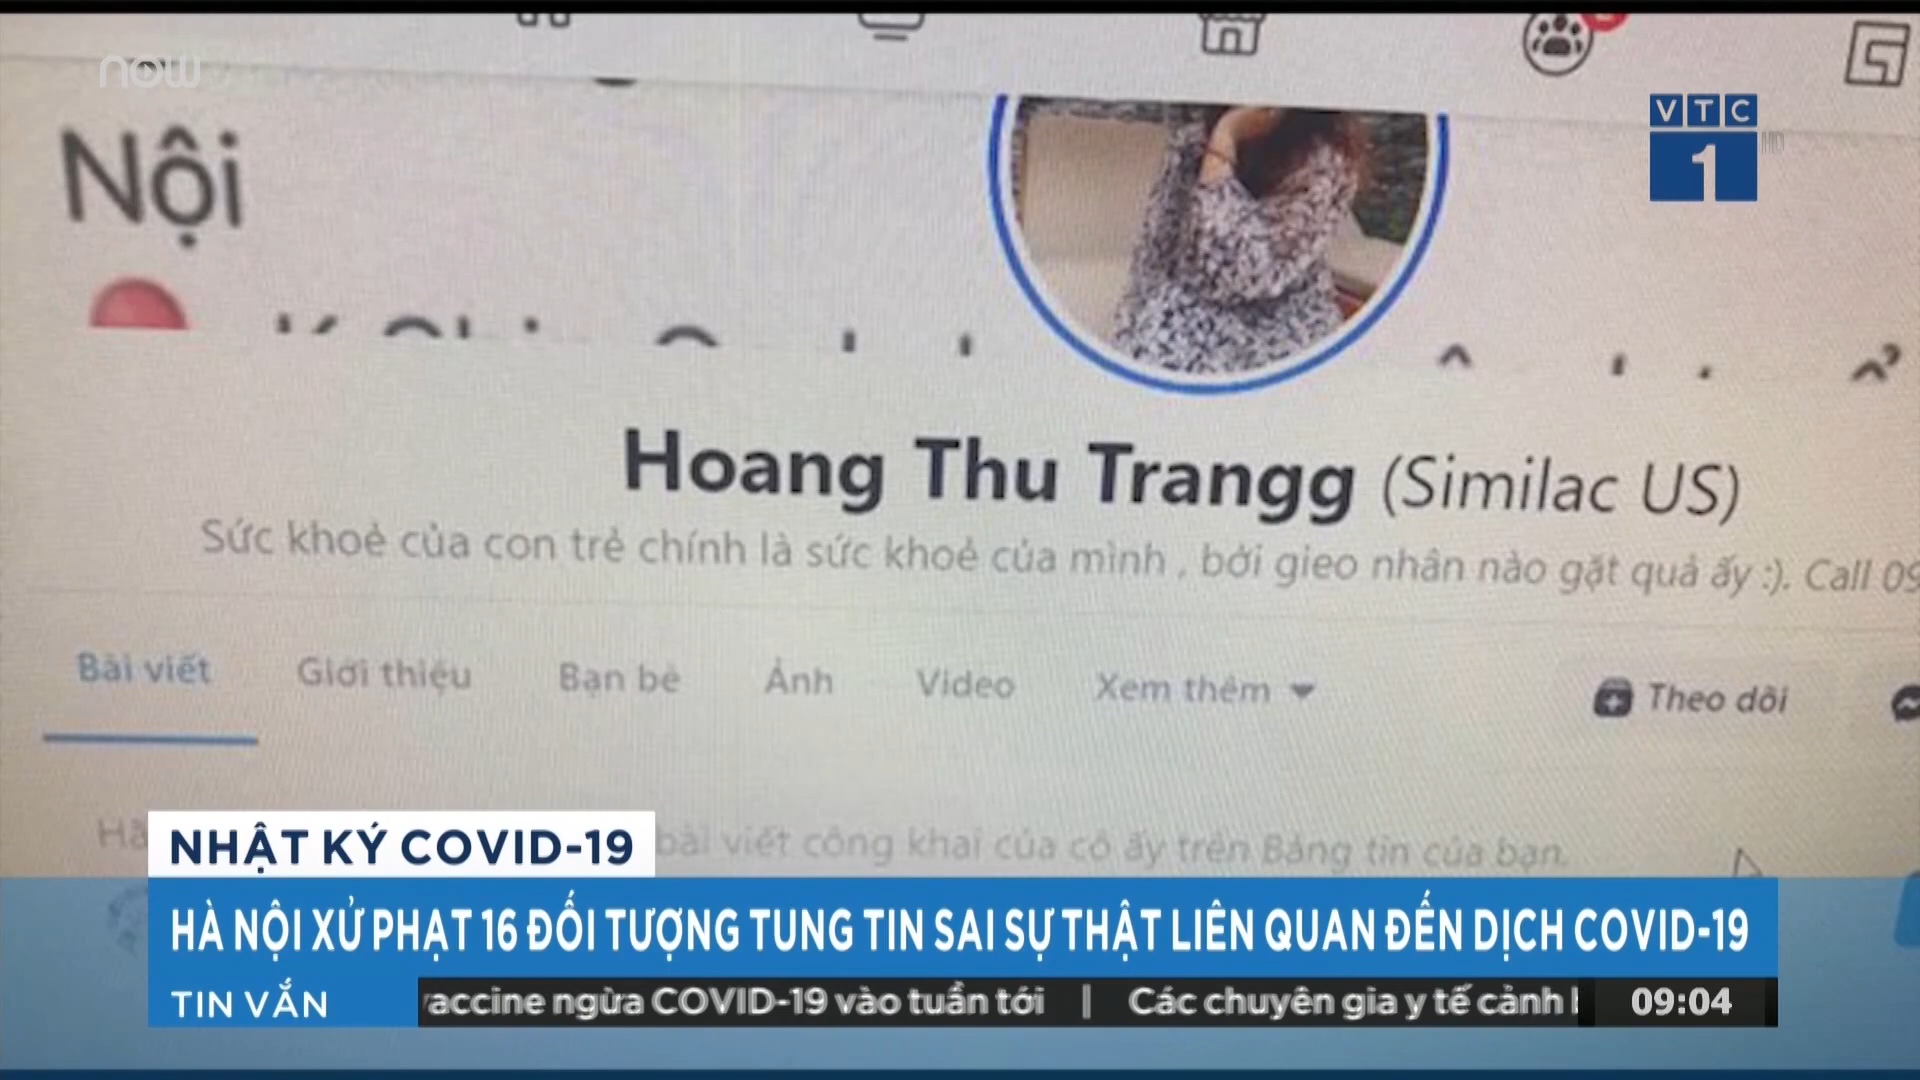 now
VTC
1
HD
Nội
Hoang Thu Trangg (Similac US)
Sức khoẻ của con trẻ chính là sức khoẻ của mình , bởi gieo nhân nào gặt quả ấy :). Call 09
Bài viết
Giới thiệu
Bạn bè
Ảnh
Video
Xem thêm
Theo dõi
bài viết công khai của cô ấy trên Bảng tin của bạn.
NHẬT KÝ COVID-19
HÀ NỘI XỬ PHẠT 16 ĐỐI TƯỢNG TUNG TIN SAI SỰ THẬT LIÊN QUAN ĐẾN DỊCH COVID-19
TIN VẮN
accine ngừa COVID-19 vào tuần tới | Các chuyên gia y tế cảnh
09:04